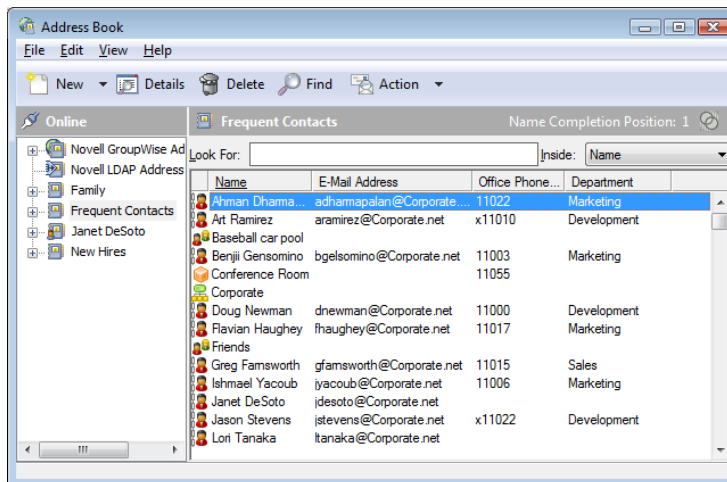 Address Book
File Edit View Help
New Details Delete Find Action
Online
Novell GroupWise Ad
Novell LDAP Address
Family
Frequent Contacts
Janet DeSoto
New Hires
Frequent Contacts Name Completion Position: 1
Look For: Inside: Name
Name E-Mail Address Office Phone... Department
Ahman Dharma... adharmapalan@Corporate.... 11022 Marketing
Art Ramirez aramirez@Corporate.net x11010 Development
Baseball car pool
Benjii Gensomino bgelsomino@Corporate.net 11003 Marketing
Conference Room 11055
Corporate
Doug Newman dnewman@Corporate.net 11000 Development
Flavian Haughey fhaughey@Corporate.net 11017 Marketing
Friends
Greg Farnsworth gfarnsworth@Corporate.net 11015 Sales
Ishmael Yacoub iyacoub@Corporate.net 11006 Marketing
Janet DeSoto jdesoto@Corporate.net
Jason Stevens jstevens@Corporate.net x11022 Development
Lori Tanaka ltanaka@Corporate.net